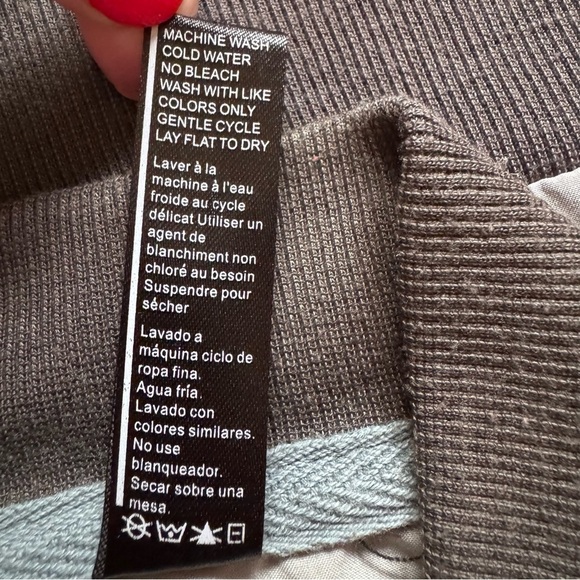 MACHINE WASH
COLD WATER
NO BLEACH
WASH WITH LIKE
COLORS ONLY
GENTLE CYCLE
LAY FLAT TO DRY
Laver à la
machine à l'eau
froide au cycle
délicat Utiliser un
agent de
blanchiment non
chloré au besoin
Suspendre pour
sécher
Lavado a
máquina ciclo de
ropa fina.
Agua fría.
Lavado con
colores similares.
No use
blanqueador.
Secar sobre una
mesa.